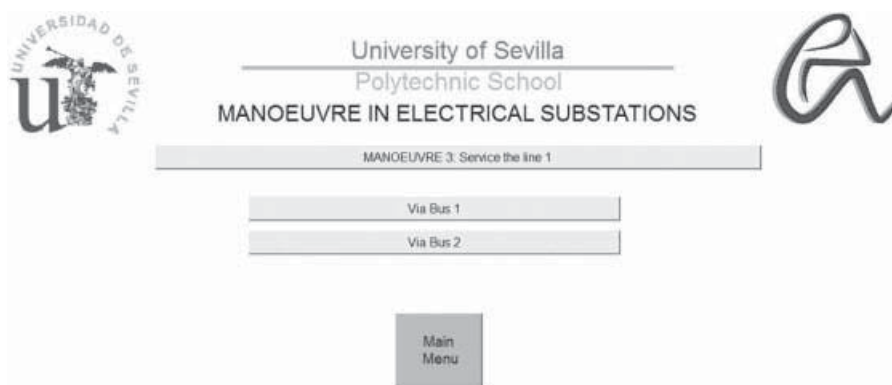 UNIVERSIDAD DE SEVILLA
University of Sevilla
Polytechnic School
MANOEUVRE IN ELECTRICAL SUBSTATIONS
MANOEUVRE 3: Service the line 1
Via Bus 1
Via Bus 2
Main
Menu